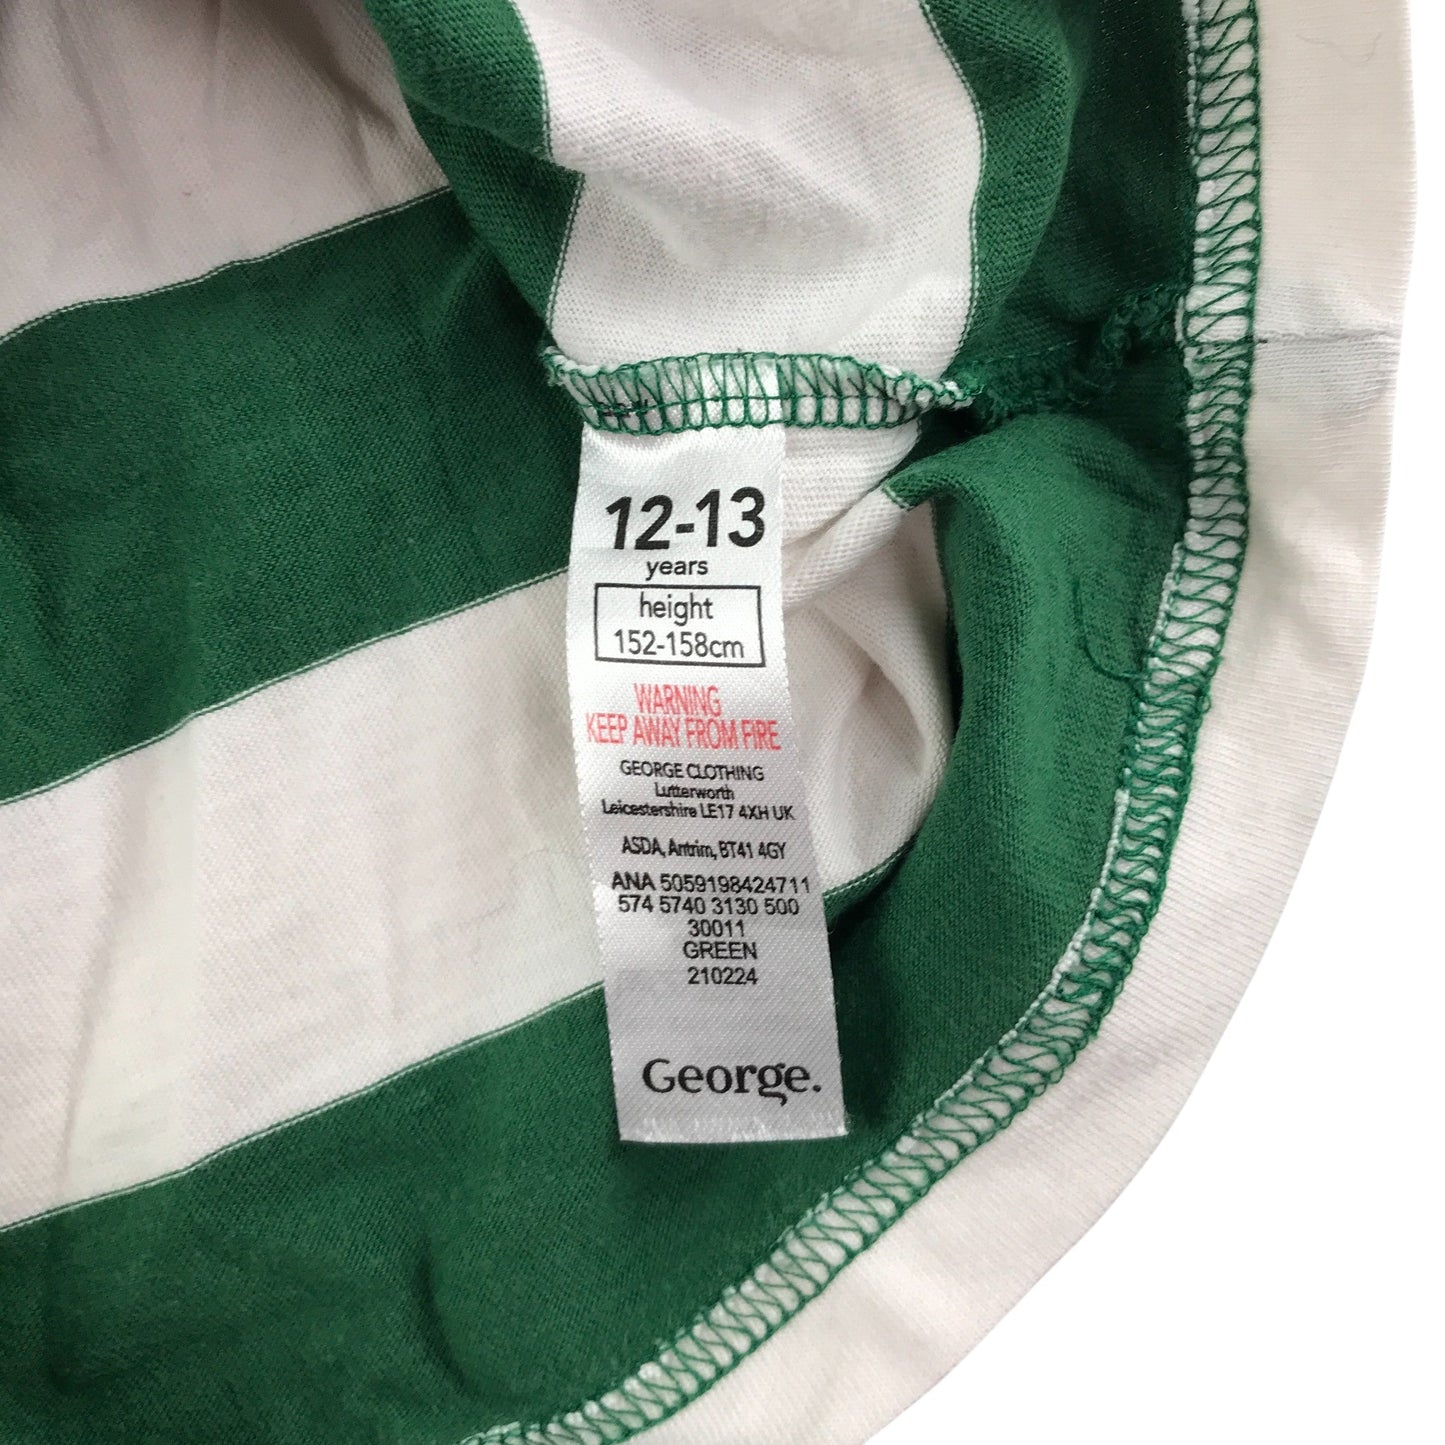 12-13
years
height
152-158cm
WARNING
KEEP AWAY FROM FIRE
GEORGE CLOTHING
Lutterworth
Leicestershire LE17 4XH UK
ASDA, Antrim, BT41 4GY
ANA 5059198424711
574 5740 3130 500
30011
GREEN
210224
George.